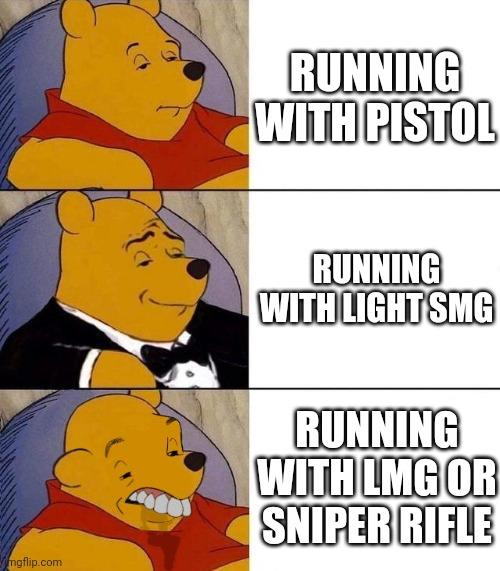 RUNNING
WITH PISTOL
RUNNING
WITH LIGHT SMG
RUNNING
WITH LMG OR
SNIPER RIFLE
imgflip.com